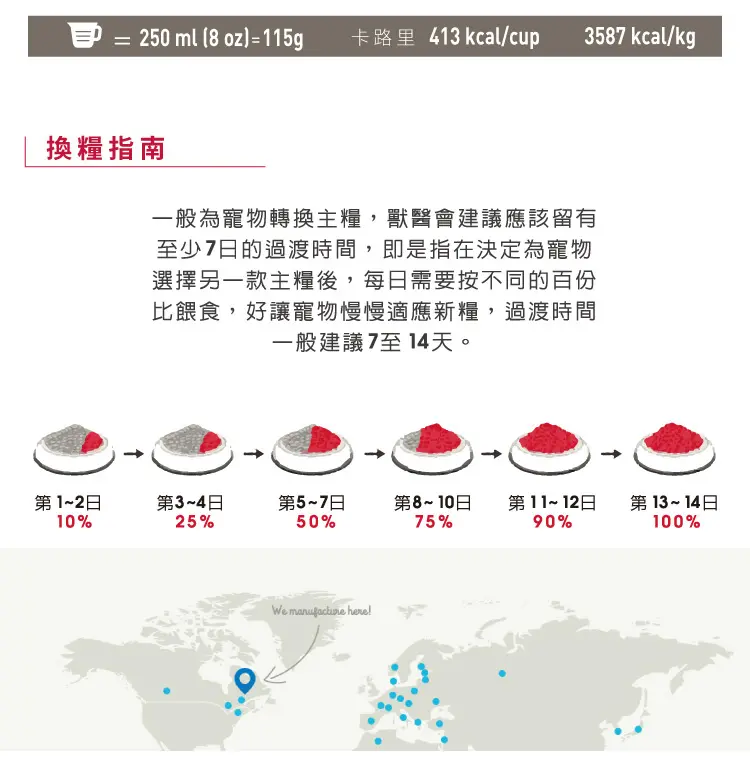 = 250 ml (8 oz)=115g 卡路里 413 kcal/cup 3587 kcal/kg
換糧指南
一般為寵物轉換主糧，獸醫會建議應該留有
至少7日的過渡時間，即是指在決定為寵物
選擇另一款主糧後，每日需要按不同的百份
比餵食，好讓寵物慢慢適應新糧，過渡時間
一般建議7至14天。
第1~2日 第3~4日 第5~7日 第8~10日 第11~12日 第13~14日
10% 25% 50% 75% 90% 100%
We manufacture here!